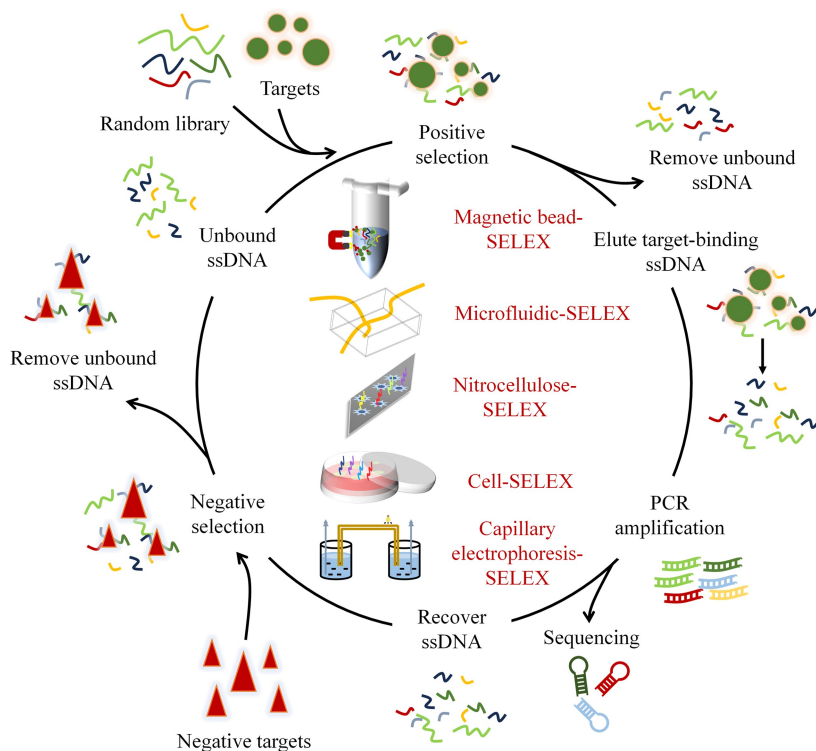 Targets
Random library
Positive
selection
Remove unbound
ssDNA
Unbound
ssDNA
Magnetic bead-
SELEX
Elute target-binding
ssDNA
Microfluidic-SELEX
Remove unbound
ssDNA
Nitrocellulose-
SELEX
Cell-SELEX
Negative
selection
PCR
amplification
Capillary
electrophoresis-
SELEX
Recover
ssDNA
Sequencing
Negative targets